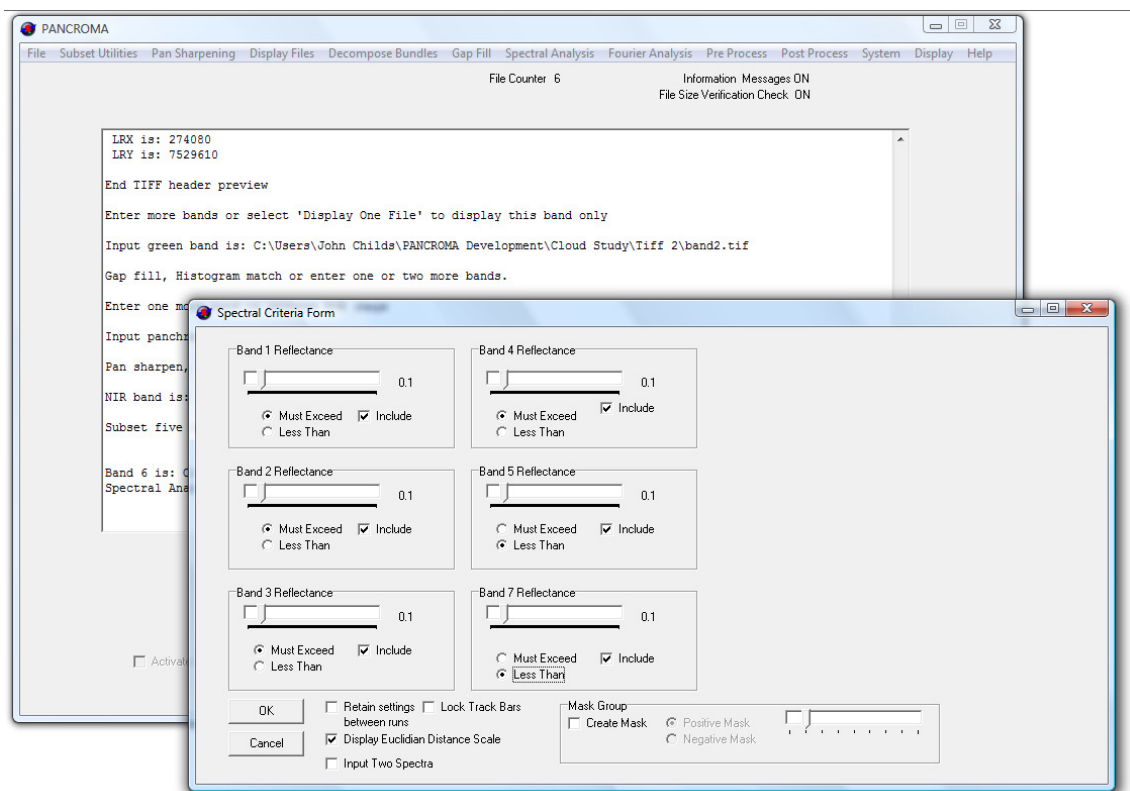 PANCROMA
File Subset Utilities Pan Sharpening Display Files Decompose Bundles Gap Fill Spectral Analysis Fourier Analysis Pre Process Post Process System Display Help
File Counter 6 Information Messages ON
File Size Verification Check ON
LRX is: 274080
LRY is: 7529610
End TIFF header preview
Enter more bands or select 'Display One File' to display this band only
Input green band is: C:\Users\John Childs\PANCROMA Development\Cloud Study\Tiff 2\band2.tif
Gap fill, Histogram match or enter one or two more bands.
Enter one
Input
Pan sharpen,
NIR band is:
Subset five
Band 6 is:
Spectral
Spectral Criteria Form
Band 1 Reflectance Band 4 Reflectance
0.1 0.1
Must Exceed Include Must Exceed Include
Less Than Less Than
Band 2 Reflectance Band 5 Reflectance
0.1 0.1
Must Exceed Include Must Exceed Include
Less Than Less Than
Band 3 Reflectance Band 7 Reflectance
0.1 0.1
Must Exceed Include Must Exceed Include
Less Than Less Than
OK Retain settings between runs Lock Track Bars Mask Group
Create Mask Positive Mask
Cancel Display Euclidian Distance Scale Negative Mask
Input Two Spectra